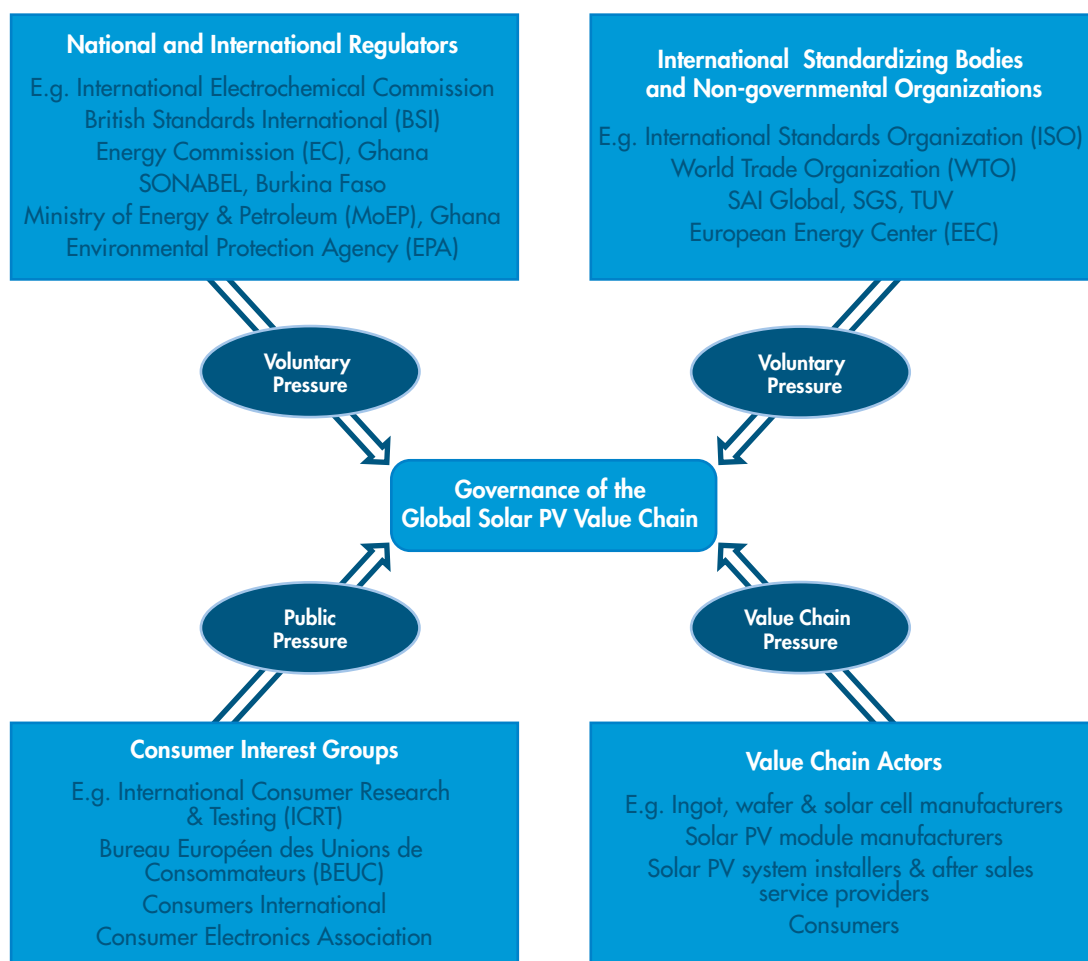 National and International Regulators
E.g. International Electrochemical Commission
British Standards International (BSI)
Energy Commission (EC), Ghana
SONABEL, Burkina Faso
Ministry of Energy & Petroleum (MoEP), Ghana
Environmental Protection Agency (EPA)
International Standardizing Bodies
and Non-governmental Organizations
E.g. International Standards Organization (ISO)
World Trade Organization (WTO)
SAI Global, SGS, TUV
European Energy Center (EEC)
Voluntary
Pressure
Voluntary
Pressure
Governance of the
Global Solar PV Value Chain
Public
Pressure
Value Chain
Pressure
Consumer Interest Groups
E.g. International Consumer Research
& Testing (ICRT)
Bureau Européen des Unions de
Consommateurs (BEUC)
Consumers International
Consumer Electronics Association
Value Chain Actors
E.g. Ingot, wafer & solar cell manufacturers
Solar PV module manufacturers
Solar PV system installers & after sales
service providers
Consumers